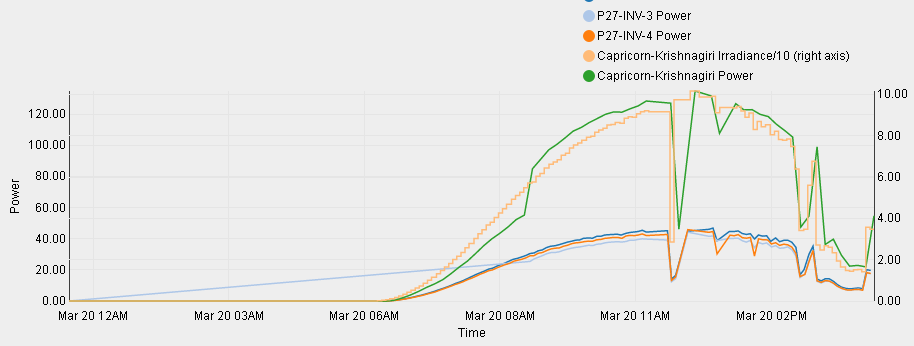 P27-INV-3 Power
P27-INV-4 Power
Capricorn-Krishnagiri Irradiance/10 (right axis)
Capricorn-Krishnagiri Power
120.00
100.00
80.00
60.00
40.00
20.00
0.00
Power
10.00
8.00
6.00
4.00
2.00
0.00
Mar 20 12AM Mar 20 03AM Mar 20 06AM Mar 20 08AM Mar 20 11AM Mar 20 02PM
Time